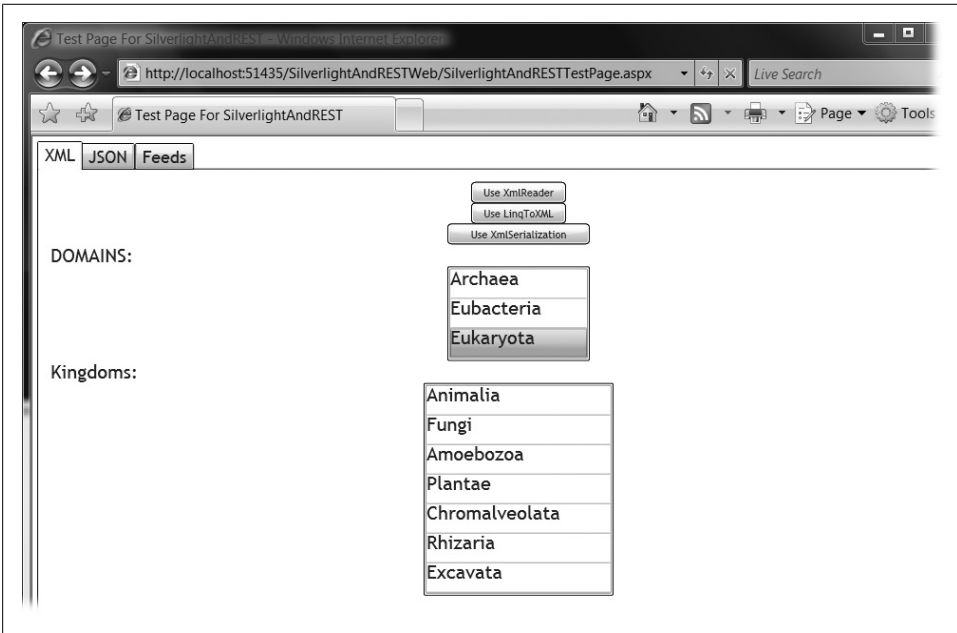 Test Page For SilverlightAndREST - Windows Internet Explorer
http://localhost:51435/SilverlightAndRESTWeb/SilverlightAndRESTTestPage.aspx
Live Search
Test Page For SilverlightAndREST
Page
Tools
XML JSON Feeds
Use XmlReader
Use LinqToXML
Use XmlSerialization
DOMAINS:
Archaea
Eubacteria
Eukaryota
Kingdoms:
Animalia
Fungi
Amoebozoa
Plantae
Chromalveolata
Rhizaria
Excavata